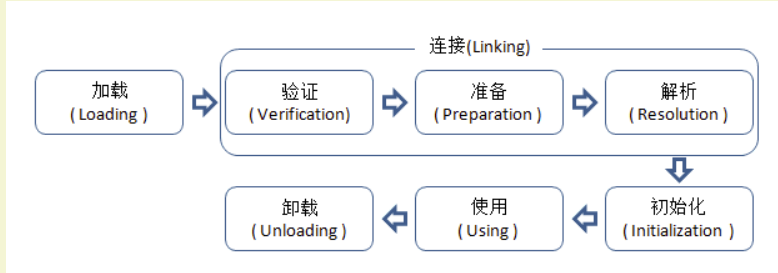 连接(Linking)
加载
( Loading )
验证
( Verification)
准备
( Preparation )
解析
( Resolution )
卸载
( Unloading )
使用
( Using )
初始化
( Initialization )